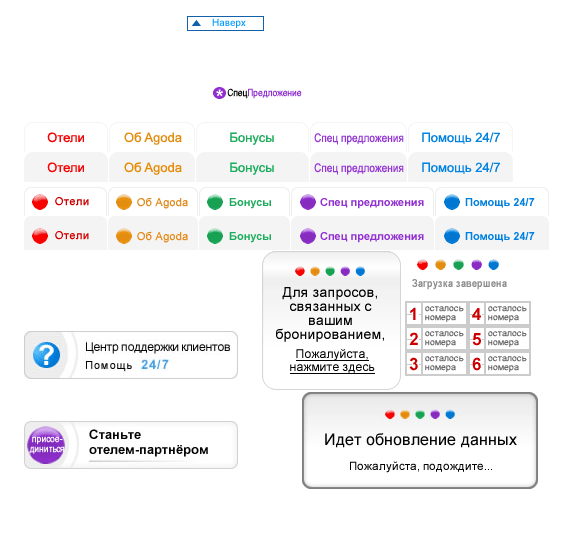 Наверх
СпецПредложение
Отели Об Agoda Бонусы Спец предложения Помощь 24/7
Отели Об Agoda Бонусы Спец предложения Помощь 24/7
Отели Об Agoda Бонусы Спец предложения Помощь 24/7
Отели Об Agoda Бонусы Спец предложения Помощь 24/7
Для запросов,
связанных с
вашим
бронированием,
Пожалуйста,
нажмите здесь
Загрузка завершена
1 осталось номера 4 осталось номера
2 осталось номера 5 осталось номера
3 осталось номера 6 осталось номера
?
Центр поддержки клиентов
Помощь 24/7
Идет обновление данных
Пожалуйста, подождите...
присое-
диниться
Станьте
отелем-партнёром